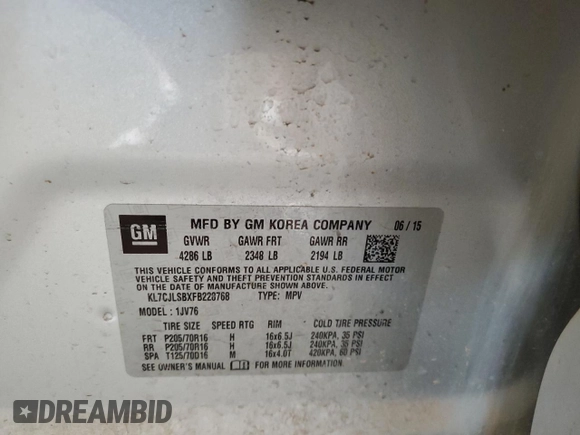 GM
MFD BY GM KOREA COMPANY 06/15
GVWR GAWR FRT GAWR RR
4286 LB 2348 LB 2194 LB
THIS VEHICLE CONFORMS TO ALL APPLICABLE U.S. FEDERAL MOTOR
VEHICLE SAFETY AND THEFT PREVENTION STANDARDS IN EFFECT ON
THE DATE OF MANUFACTURE SHOWN ABOVE.
KL7CJLSBXFB220768 TYPE: MPV
MODEL: 1JV76
TIRE SIZE SPEED RTG RIM COLD TIRE PRESSURE
FRT P205/70R16 H 16x6.5J 240KPA, 35 PSI
RR P205/70R16 H 16x6.5J 240KPA, 35 PSI
SPA T125/70D16 M 16x4.0T 420KPA, 60 PSI
SEE OWNER'S MANUAL FOR MORE INFORMATION
DREAMBID